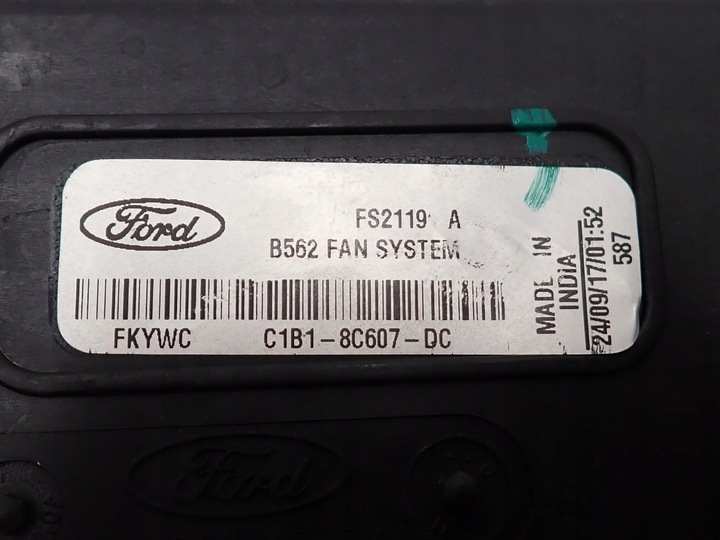 Ford
FS2119 A
B562 FAN SYSTEM
FKYWC C1B1-8C607-DC
MADE IN
INDIA
24/09/17/01:52
587
Ford